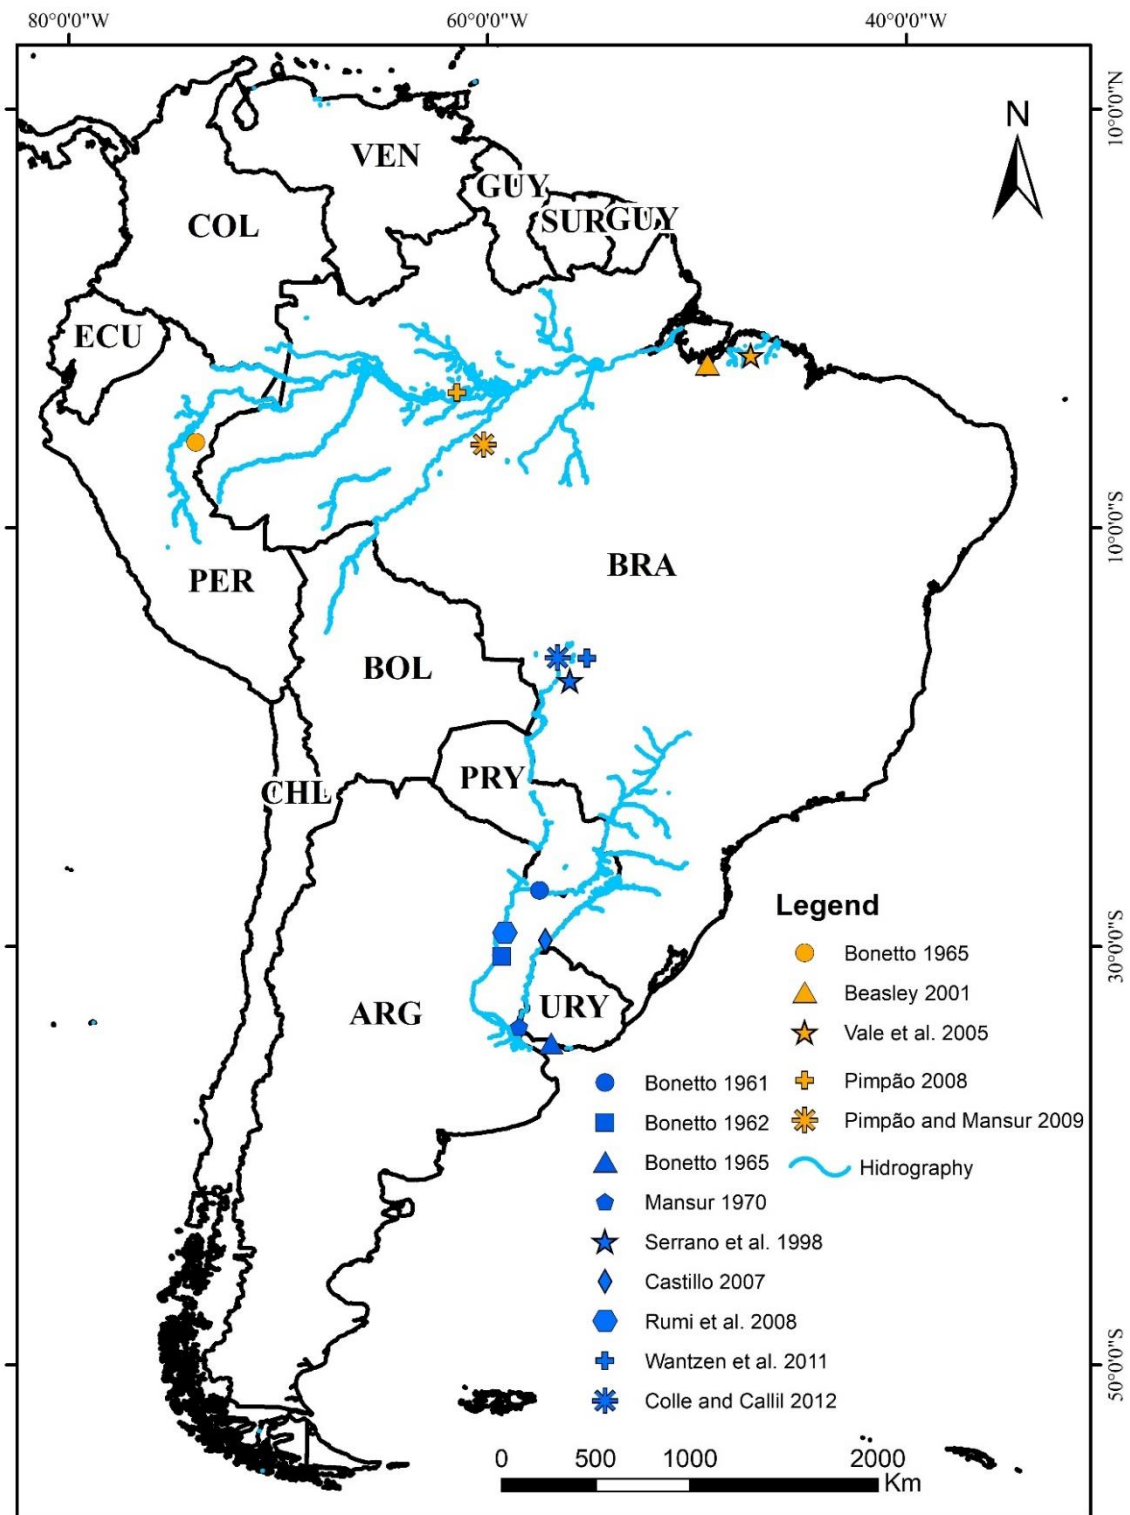 80°0'0"W
60°0'0"W
40°0'0"W
10°0'0"N
N
VEN
GUY
COL
SUR
GUY
ECU
10°0'0"S
BRA
PER
BOL
PRY
CHL
Legend
Bonetto 1965
30°0'0"S
Beasley 2001
URY
ARG
Vale et al. 2005
Bonetto 1961
Pimpão 2008
Bonetto 1962
Pimpão and Mansur 2009
Bonetto 1965
Hidrography
Mansur 1970
Serrano et al. 1998
Castillo 2007
Rumi et al. 2008
Wantzen et al. 2011
50°0'0"S
Colle and Callil 2012
0 500 1000 2000
Km